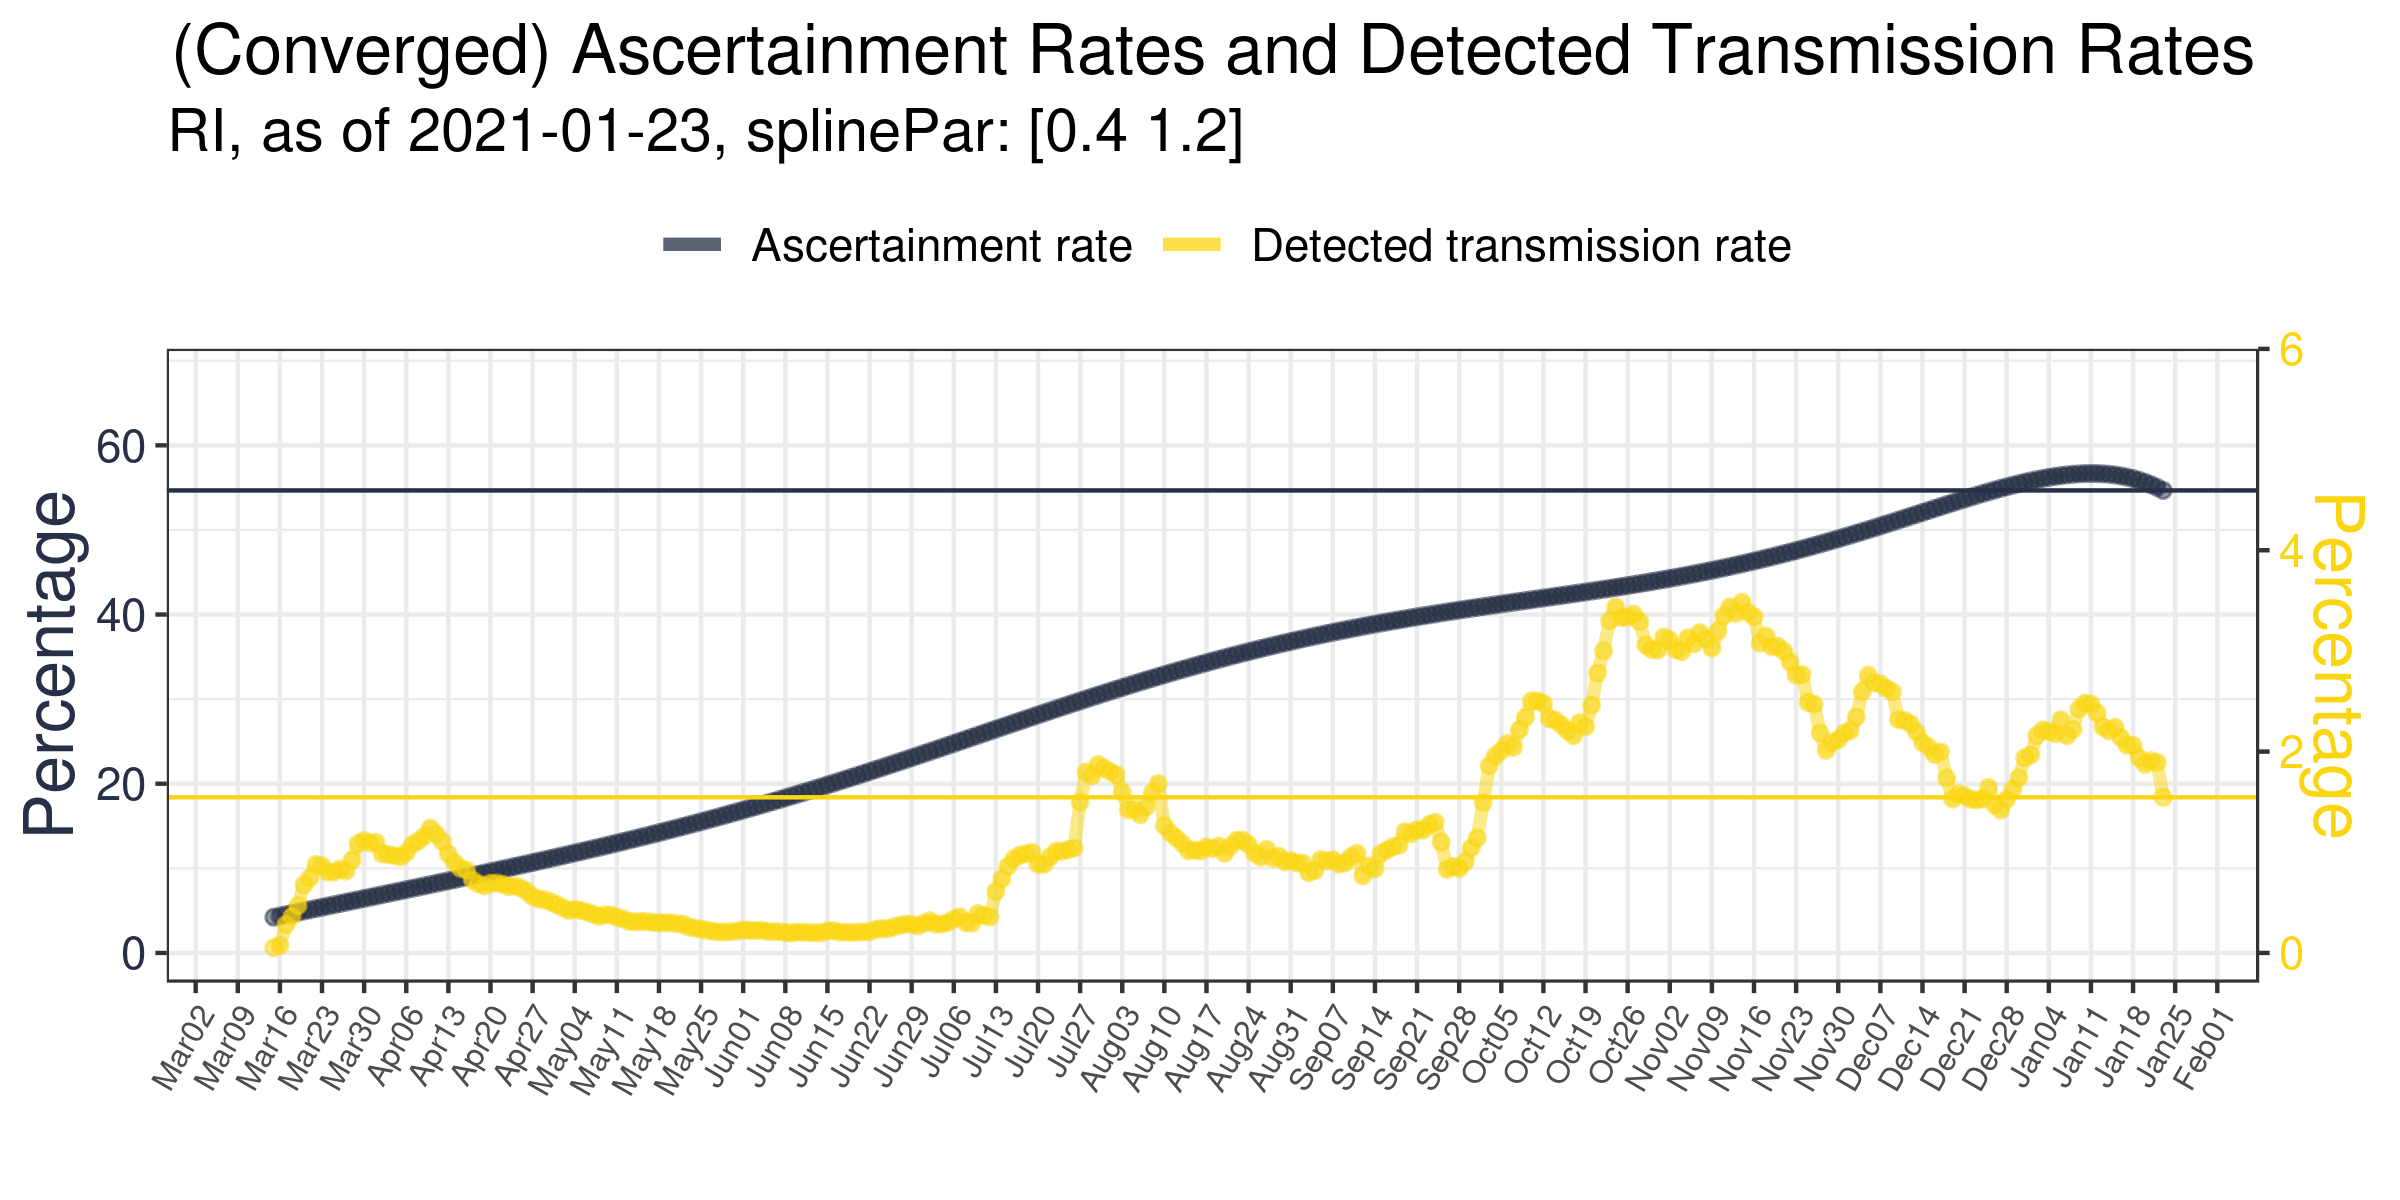 (Converged) Ascertainment Rates and Detected Transmission Rates
RI, as of 2021-01-23, splinePar: [0.4 1.2]
Ascertainment rate
Detected transmission rate
Percentage
60
40
20
0
6
4
2
0
Percentage
Mar02
Mar09
Mar16
Mar23
Mar30
Apr06
Apr13
Apr20
Apr27
May04
May11
May18
May25
Jun01
Jun08
Jun15
Jun22
Jun29
Jul06
Jul13
Jul20
Jul27
Aug03
Aug10
Aug17
Aug24
Aug31
Sep07
Sep14
Sep21
Sep28
Oct05
Oct12
Oct19
Oct26
Nov02
Nov09
Nov16
Nov23
Nov30
Dec07
Dec14
Dec21
Dec28
Jan04
Jan11
Jan18
Jan25
Feb01